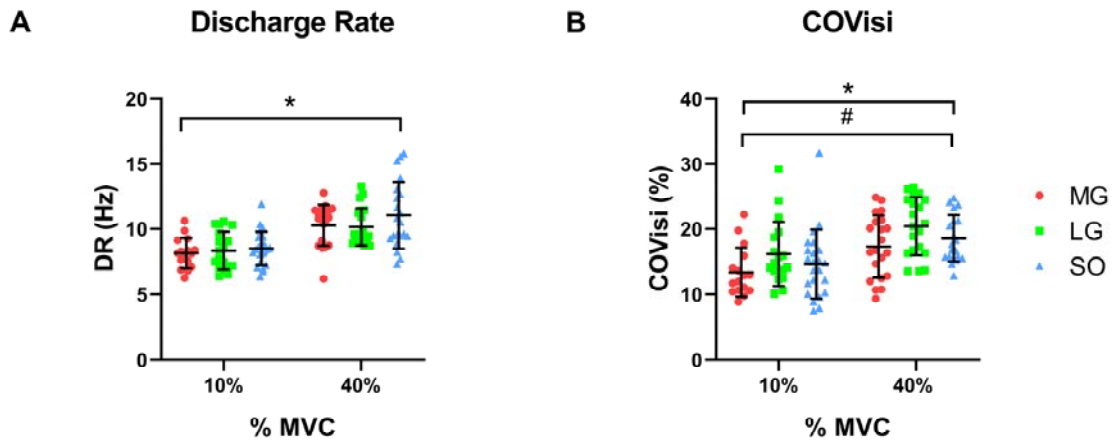 A
Discharge Rate
DR (Hz)
20
15
10
5
0
*
10%
40%
% MVC
B
COVisi
COVisi (%)
40
30
20
10
0
*
#
10%
40%
% MVC
MG
LG
SO